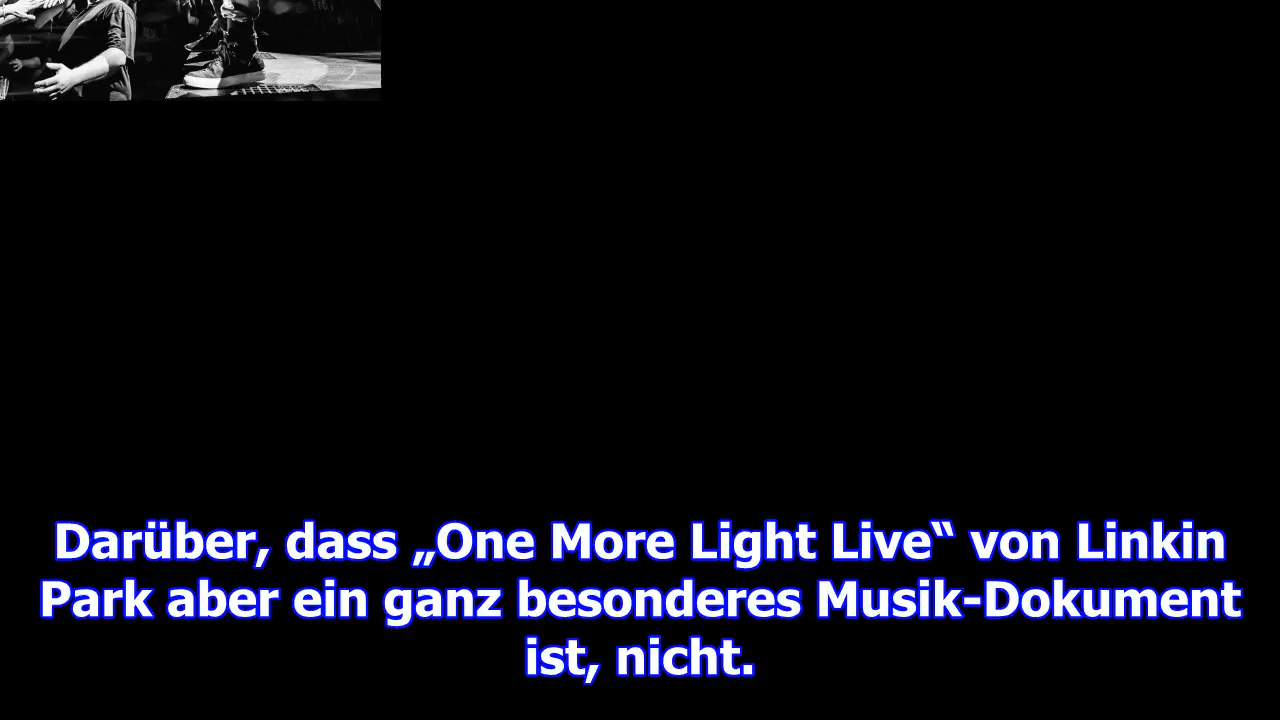 Darüber, dass „One More Light Live“ von Linkin
Park aber ein ganz besonderes Musik-Dokument
ist, nicht.